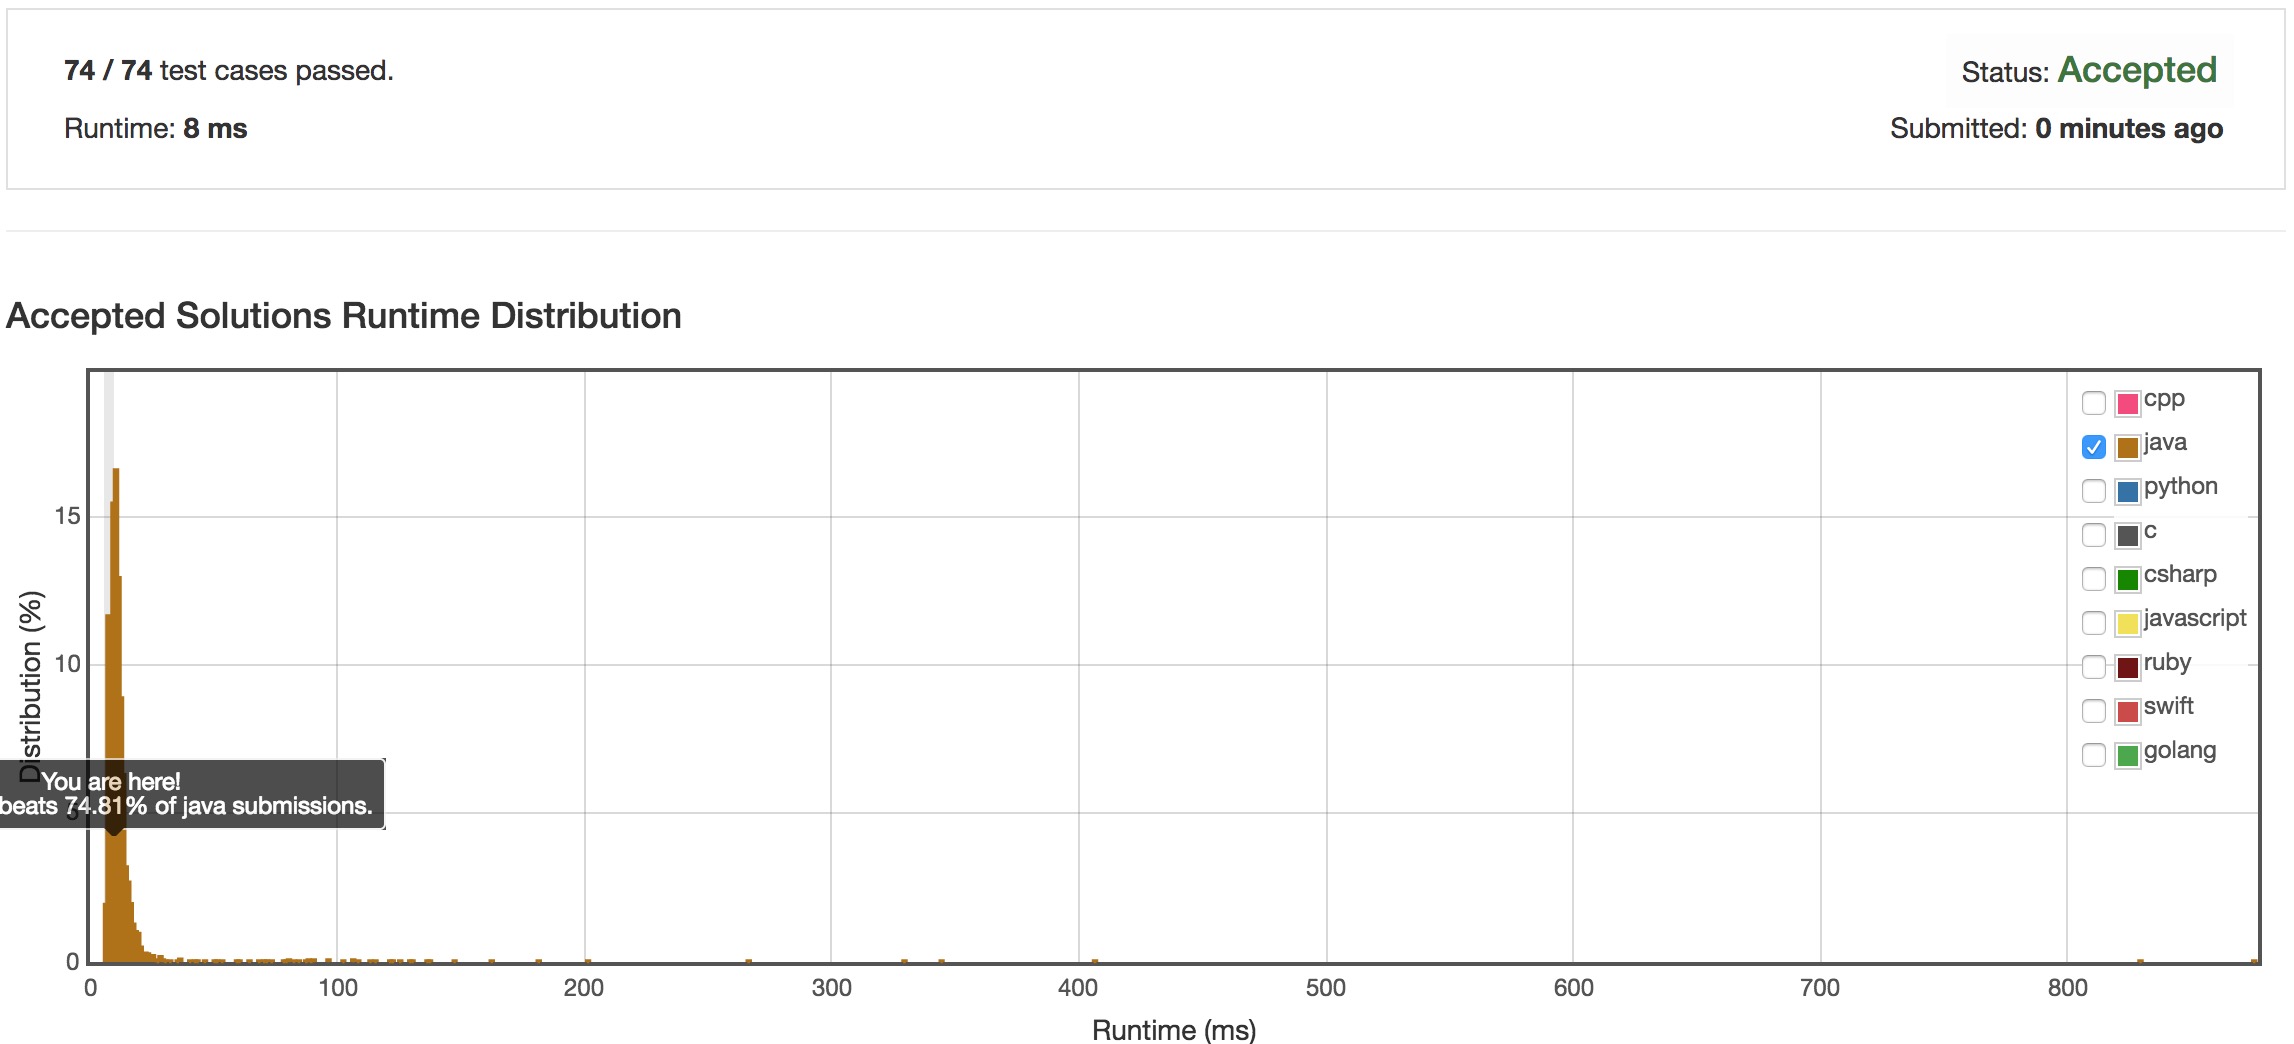 74 / 74 test cases passed.
Status: Accepted
Runtime: 8 ms
Submitted: 0 minutes ago
Accepted Solutions Runtime Distribution
cpp
java
python
c
csharp
javascript
ruby
swift
golang
Distribution (%)
15
10
5
0
You are here!
beats 74.81% of java submissions.
0 100 200 300 400 500 600 700 800
Runtime (ms)